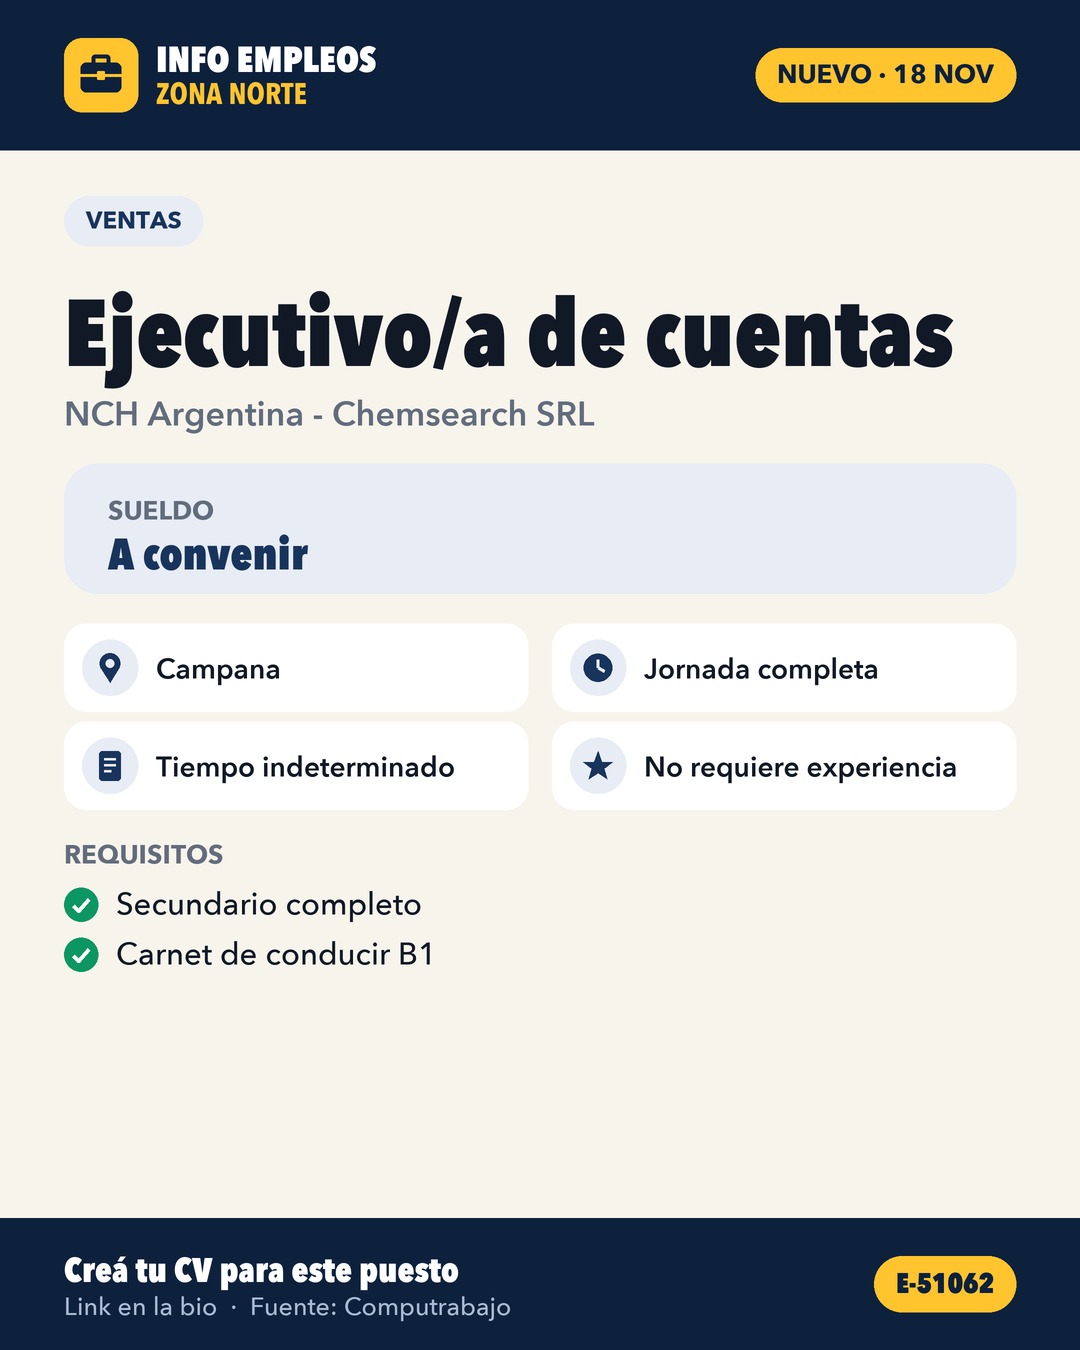 INFO EMPLEOS
ZONA NORTE
NUEVO · 18 NOV
VENTAS
Ejecutivo/a de cuentas
NCH Argentina - Chemsearch SRL
SUELDO
A convenir
Campana
Jornada completa
Tiempo indeterminado
No requiere experiencia
REQUISITOS
Secundario completo
Carnet de conducir B1
Creá tu CV para este puesto
Link en la bio · Fuente: Computrabajo
E-51062